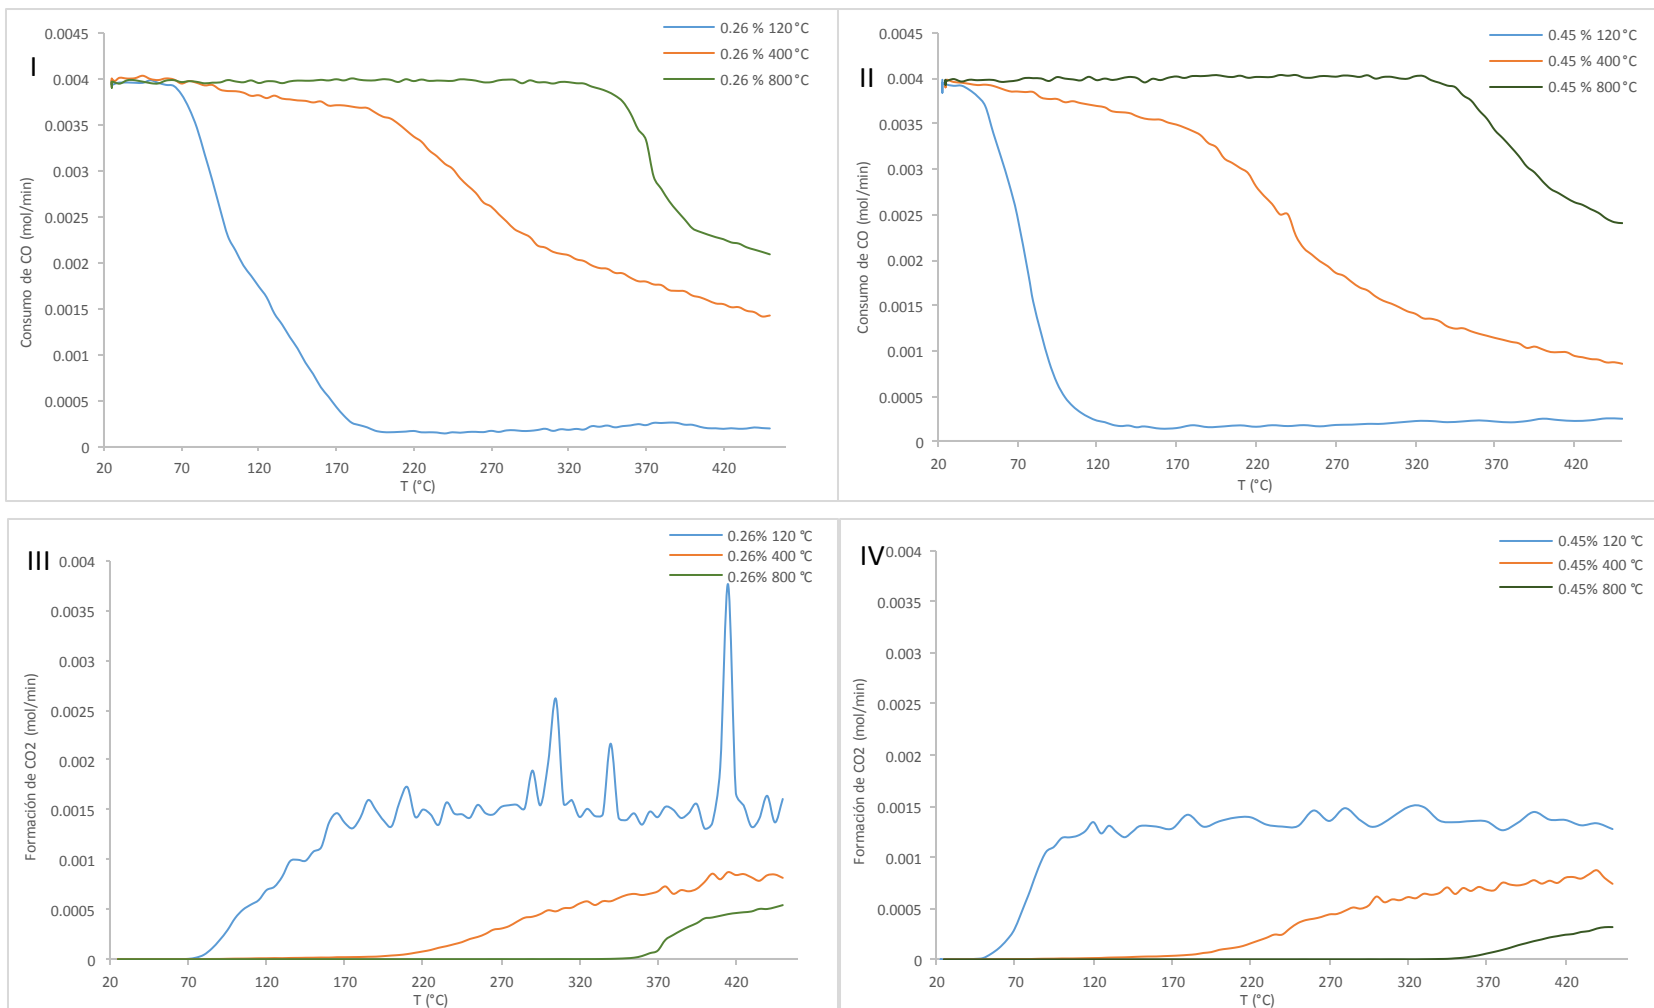 I
0.26 % 120°C
0.26 % 400°C
0.26 % 800°C
Consumo de CO (mol/min)
0.0045
0.004
0.0035
0.003
0.0025
0.002
0.0015
0.001
0.0005
0
20 70 120 170 220 270 320 370 420
T (°C)
II
0.45 % 120°C
0.45 % 400°C
0.45 % 800°C
Consumo de CO (mol/min)
0.0045
0.004
0.0035
0.003
0.0025
0.002
0.0015
0.001
0.0005
0
20 70 120 170 220 270 320 370 420
T (°C)
III
0.26% 120 °C
0.26% 400 °C
0.26% 800 °C
Formación de CO2 (mol/min)
0.004
0.0035
0.003
0.0025
0.002
0.0015
0.001
0.0005
0
20 70 120 170 220 270 320 370 420
T (°C)
IV
0.45% 120 °C
0.45% 400 °C
0.45% 800 °C
Formación de CO2 (mol/min)
0.004
0.0035
0.003
0.0025
0.002
0.0015
0.001
0.0005
0
20 70 120 170 220 270 320 370 420
T (°C)